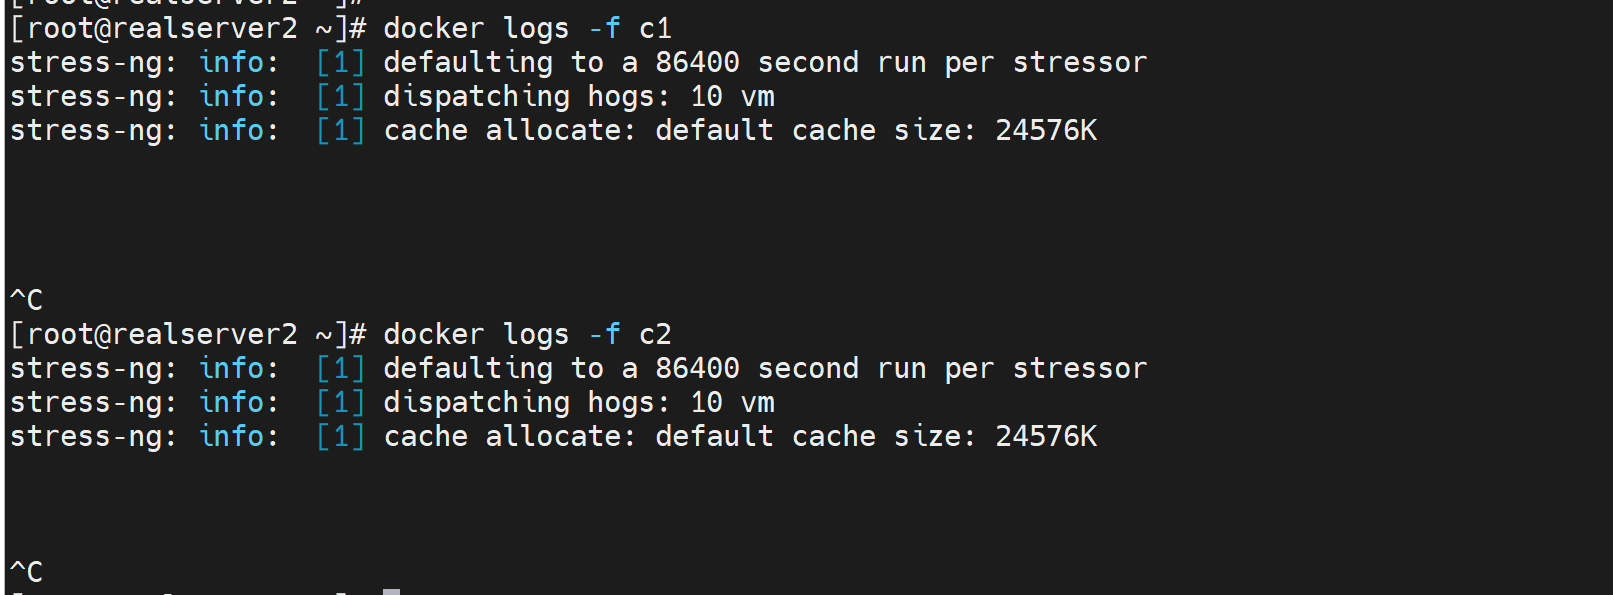 [root@realserver2 ~]#
[root@realserver2 ~]# docker logs -f c1
stress-ng: info:  [1] defaulting to a 86400 second run per stressor
stress-ng: info:  [1] dispatching hogs: 10 vm
stress-ng: info:  [1] cache allocate: default cache size: 24576K
^C
[root@realserver2 ~]# docker logs -f c2
stress-ng: info:  [1] defaulting to a 86400 second run per stressor
stress-ng: info:  [1] dispatching hogs: 10 vm
stress-ng: info:  [1] cache allocate: default cache size: 24576K
^C